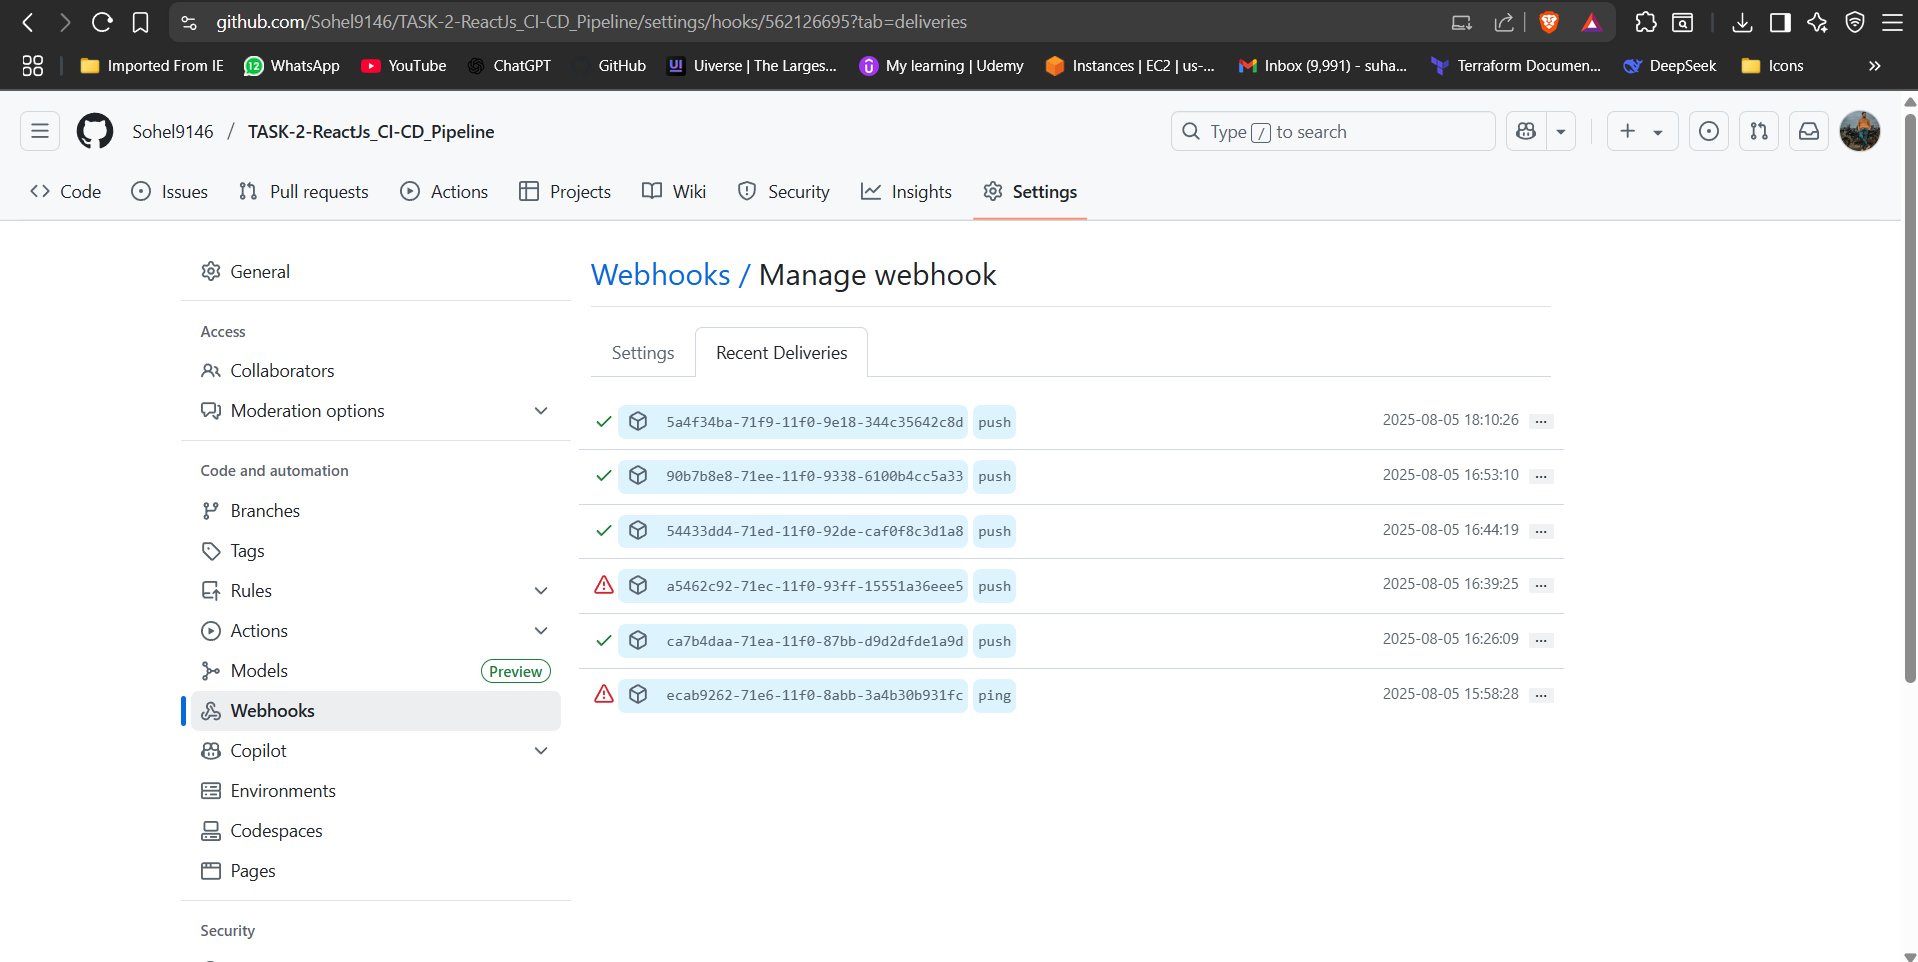 github.com/Sohel9146/TASK-2-ReactJs_CI-CD_Pipeline/settings/hooks/562126695?tab=deliveries
Imported From IE
12
WhatsApp
YouTube
ChatGPT
GitHub
UI
Uiverse | The Larges...
My learning | Udemy
Instances | EC2 | us-...
Inbox (9,991) - suha...
Terraform Documen...
DeepSeek
Icons
Sohel9146 / TASK-2-ReactJs_CI-CD_Pipeline
Type / to search
Code
Issues
Pull requests
Actions
Projects
Wiki
Security
Insights
Settings
General
Access
Collaborators
Moderation options
Code and automation
Branches
Tags
Rules
Actions
Models
Preview
Webhooks
Copilot
Environments
Codespaces
Pages
Security
Webhooks / Manage webhook
Settings
Recent Deliveries
5a4f34ba-71f9-11f0-9e18-344c35642c8d push 2025-08-05 18:10:26 ...
90b7b8e8-71ee-11f0-9338-6100b4cc5a33 push 2025-08-05 16:53:10 ...
54433dd4-71ed-11f0-92de-caf0f8c3d1a8 push 2025-08-05 16:44:19 ...
a5462c92-71ec-11f0-93ff-15551a36eee5 push 2025-08-05 16:39:25 ...
ca7b4daa-71ea-11f0-87bb-d9d2dfde1a9d push 2025-08-05 16:26:09 ...
ecab9262-71e6-11f0-8abb-3a4b30b931fc ping 2025-08-05 15:58:28 ...